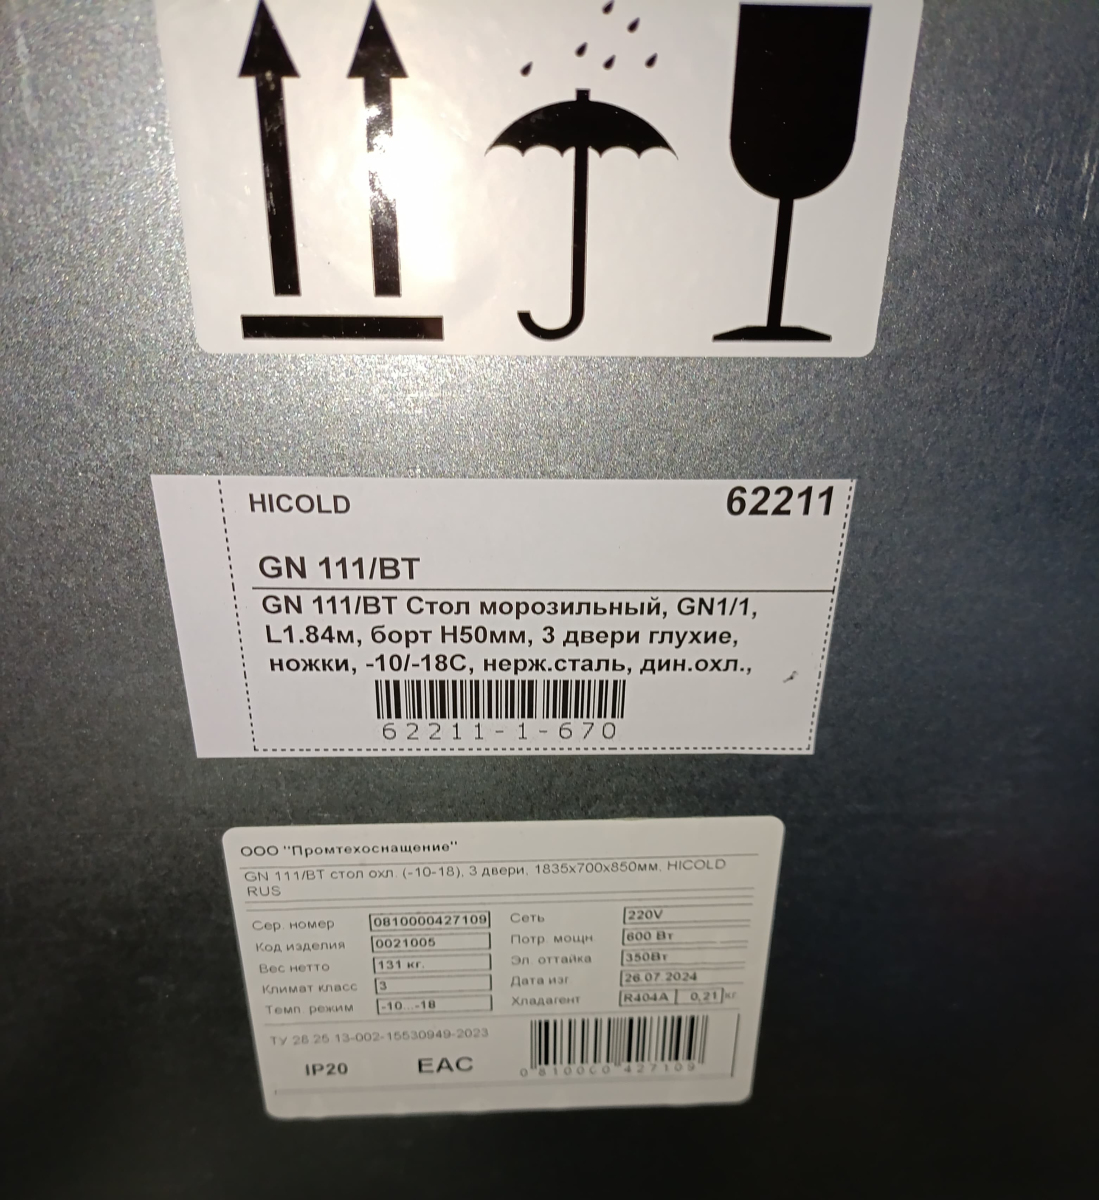 HICOLD 62211
GN 111/BT
GN 111/BT Стол морозильный, GN1/1,
L1.84м, борт H50мм, 3 двери глухие,
ножки, -10/-18С, нерж.сталь, дин.охл.,
62211-1-670
ООО "Промтехоснащение"
GN 111/BT стол охл. (-10-18), 3 двери, 1835x700x850мм, HICOLD
RUS
Сер. номер 0810000427109 Сеть 220V
Код изделия 0021005 Потр. мощн 600 Вт
Вес нетто 131 кг. Эл. оттайка 350Вт
Климат класс 3 Дата изг 26.07.2024
Темп. режим -10...-18 Хладагент R404A 0,21 кг
ТУ 28.25.13-002-15530949-2023
IP20 EAC
0810000427109